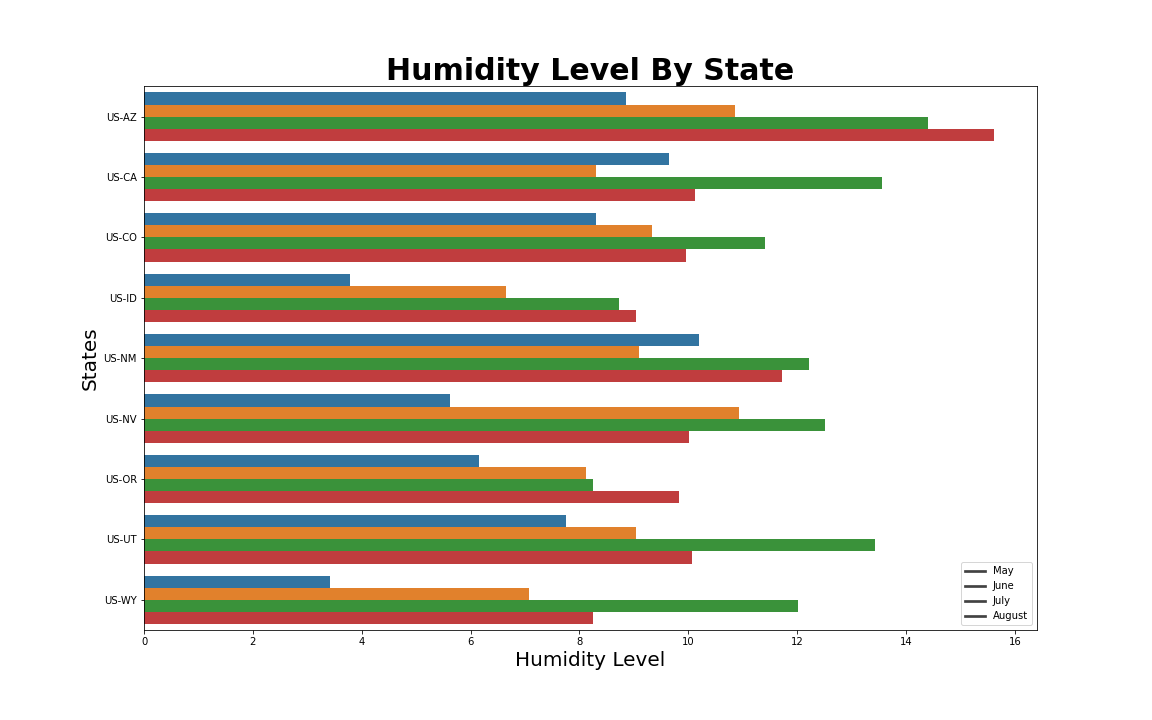 Humidity Level By State
States
US-AZ
US-CA
US-CO
US-ID
US-NM
US-NV
US-OR
US-UT
US-WY
May
June
July
August
0 2 4 6 8 10 12 14 16
Humidity Level